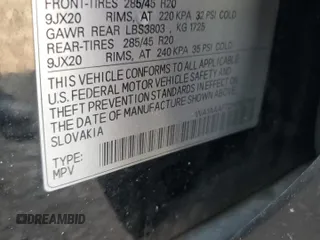 FRONT-TIRES 285/45 R20
9JX20 RIMS, AT 220 KPA 32 PSI COLD
GAWR REAR LBS3803 , KG 1725
REAR-TIRES 285/45 R20
9JX20 RIMS, AT 240 KPA 35 PSI COLD
THIS VEHICLE CONFORMS TO ALL APPLICABLE
U.S. FEDERAL MOTOR VEHICLE SAFETY AND
THEFT PREVENTION STANDARDS IN EFFECT ON
THE DATE OF MANUFACTURE SHOWN ABOVE.
SLOVAKIA
TYPE:
MPV
DREAMBID